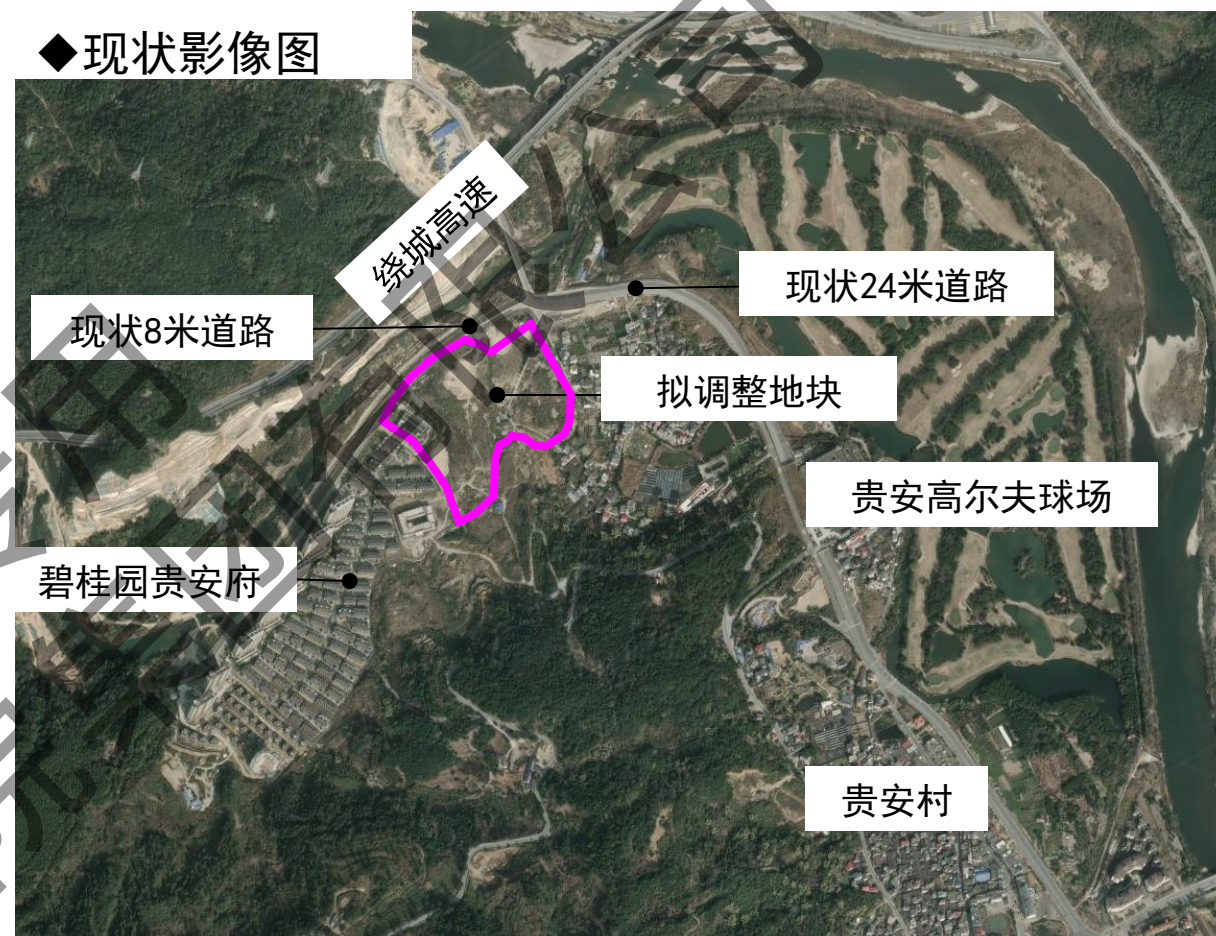 ◆现状影像图
绕城高速
现状24米道路
现状8米道路
拟调整地块
贵安高尔夫球场
碧桂园贵安府
贵安村